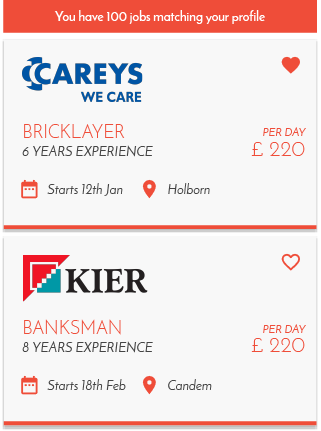 You have 100 jobs matching your profile
CAREYS
WE CARE
BRICKLAYER
6 YEARS EXPERIENCE
PER DAY
£ 220
Starts 12th Jan
Holborn
KIER
BANKSMAN
8 YEARS EXPERIENCE
PER DAY
£ 220
Starts 18th Feb
Candem